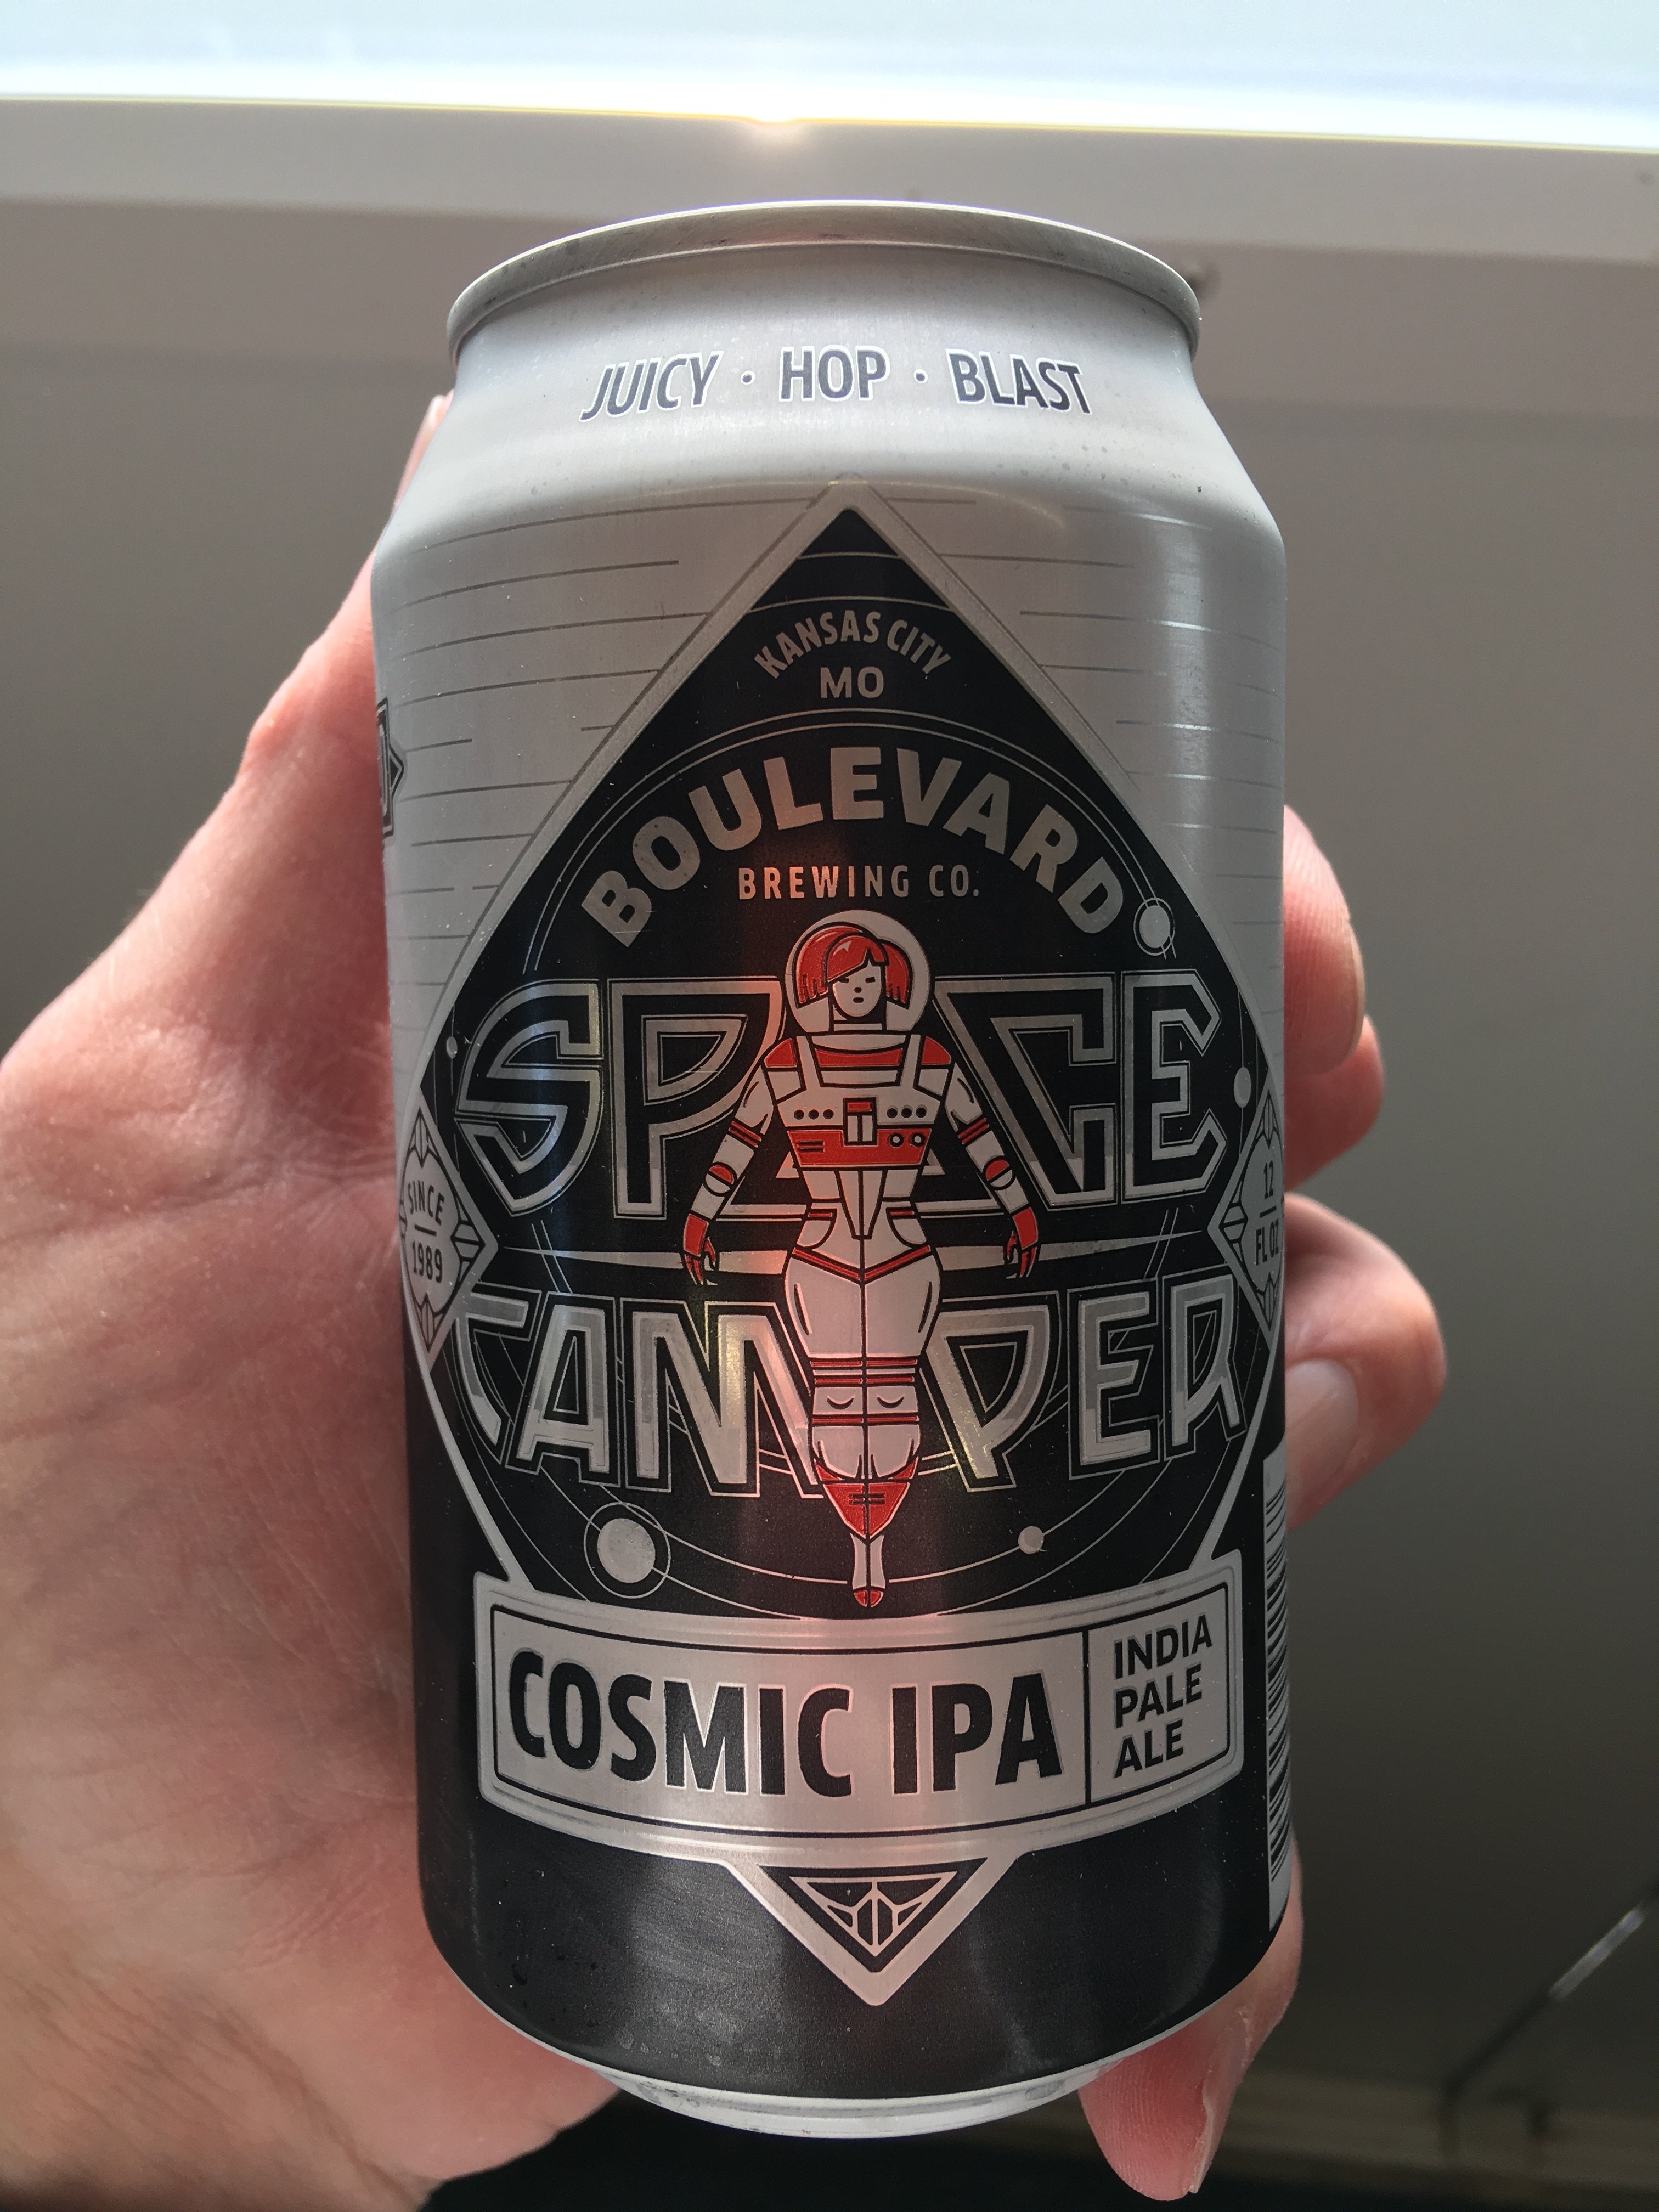 JUICY · HOP · BLAST
KANSAS CITY
MO
BOULEVARD
BREWING CO.
SPACE
CAMPER
SINCE
1989
12
FL OZ
COSMIC IPA
INDIA
PALE
ALE